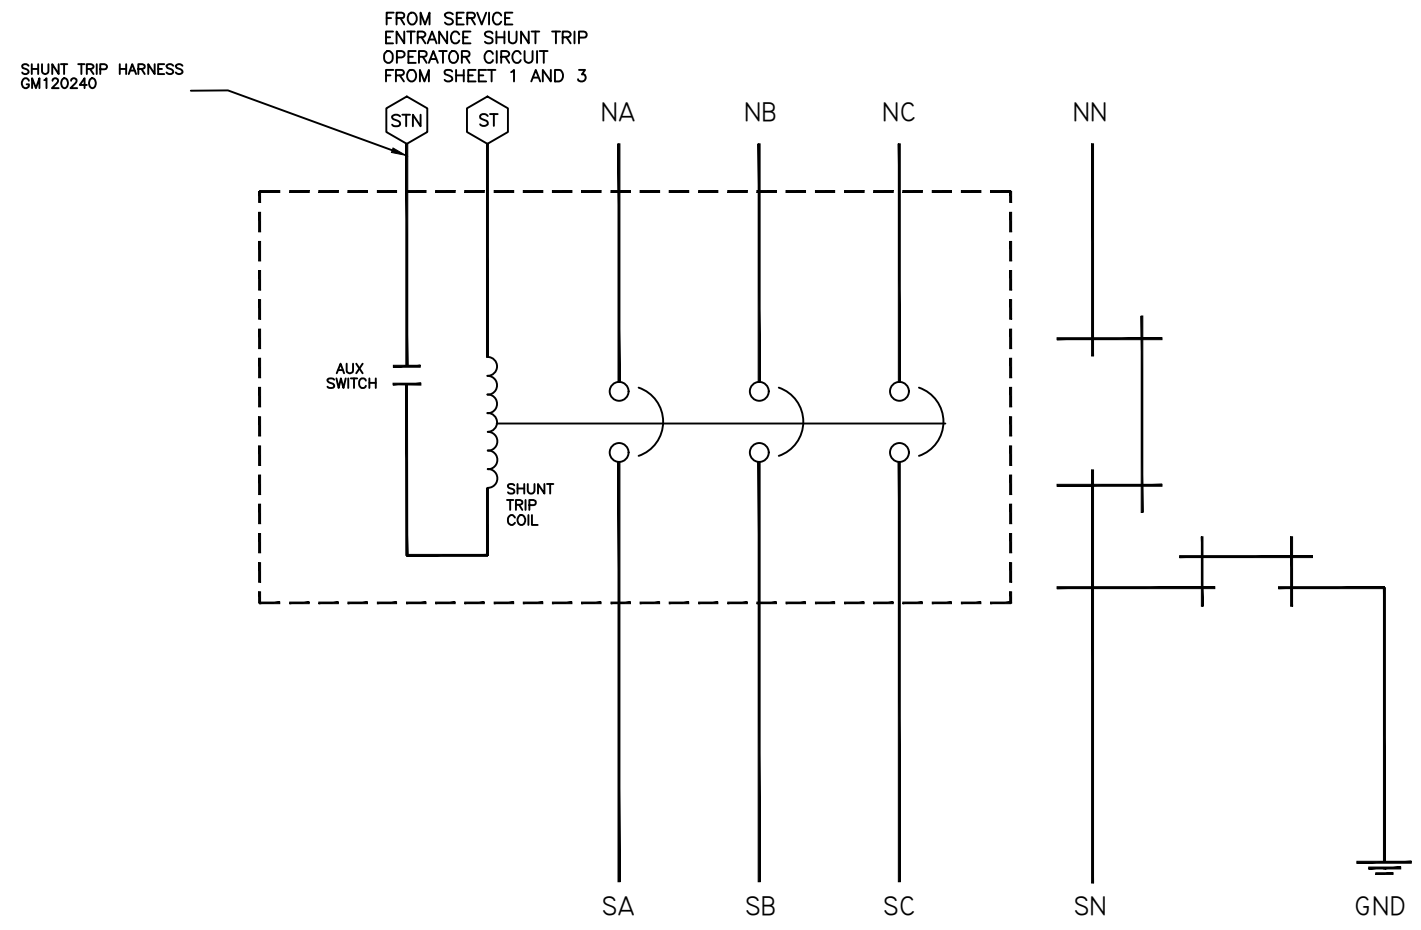 FROM SERVICE
ENTRANCE SHUNT TRIP
OPERATOR CIRCUIT
FROM SHEET 1 AND 3
SHUNT TRIP HARNESS
GM120240
STN
ST
NA
NB
NC
NN
AUX
SWITCH
SHUNT
TRIP
COIL
SA
SB
SC
SN
GND